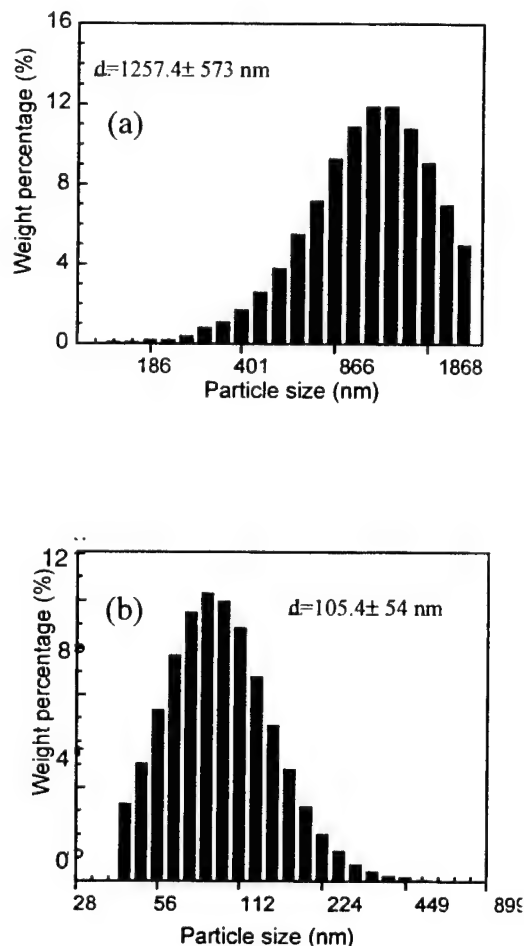 16
12
8
4
0
Weight percentage (%)
d=1257.4± 573 nm
(a)
186 401 866 1868
Particle size (nm)
12
8
4
0
Weight percentage (%)
(b)
d=105.4± 54 nm
28 56 112 224 449 899
Particle size (nm)